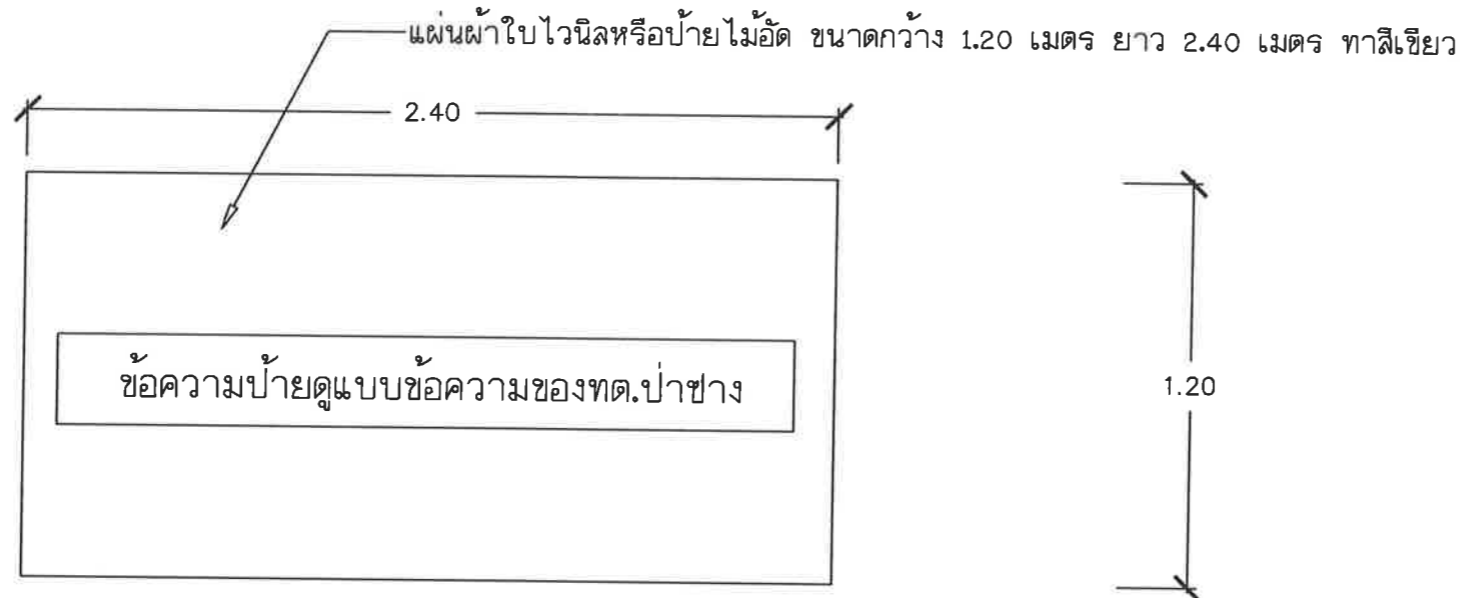 แผ่นผ้าใบไวนิลหรือป้ายไม้อัด ขนาดกว้าง 1.20 เมตร ยาว 2.40 เมตร ทาสีเขียว
2.40
ข้อความป้ายดูแบบข้อความของทต.ป่าซาง
1.20